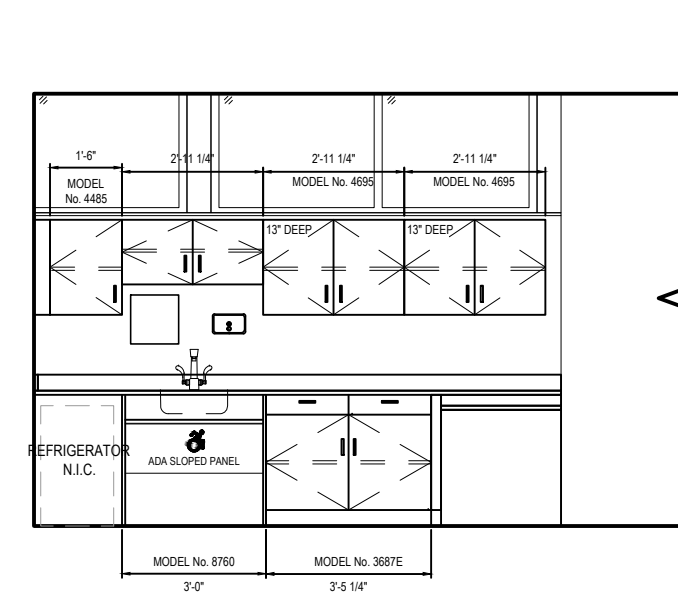 1'-6"
2'-11 1/4"
2'-11 1/4"
2'-11 1/4"
MODEL
No. 4485
MODEL No. 4695
MODEL No. 4695
13" DEEP
13" DEEP
REFRIGERATOR
N.I.C.
ADA SLOPED PANEL
MODEL No. 8760
MODEL No. 3687E
3'-0"
3'-5 1/4"